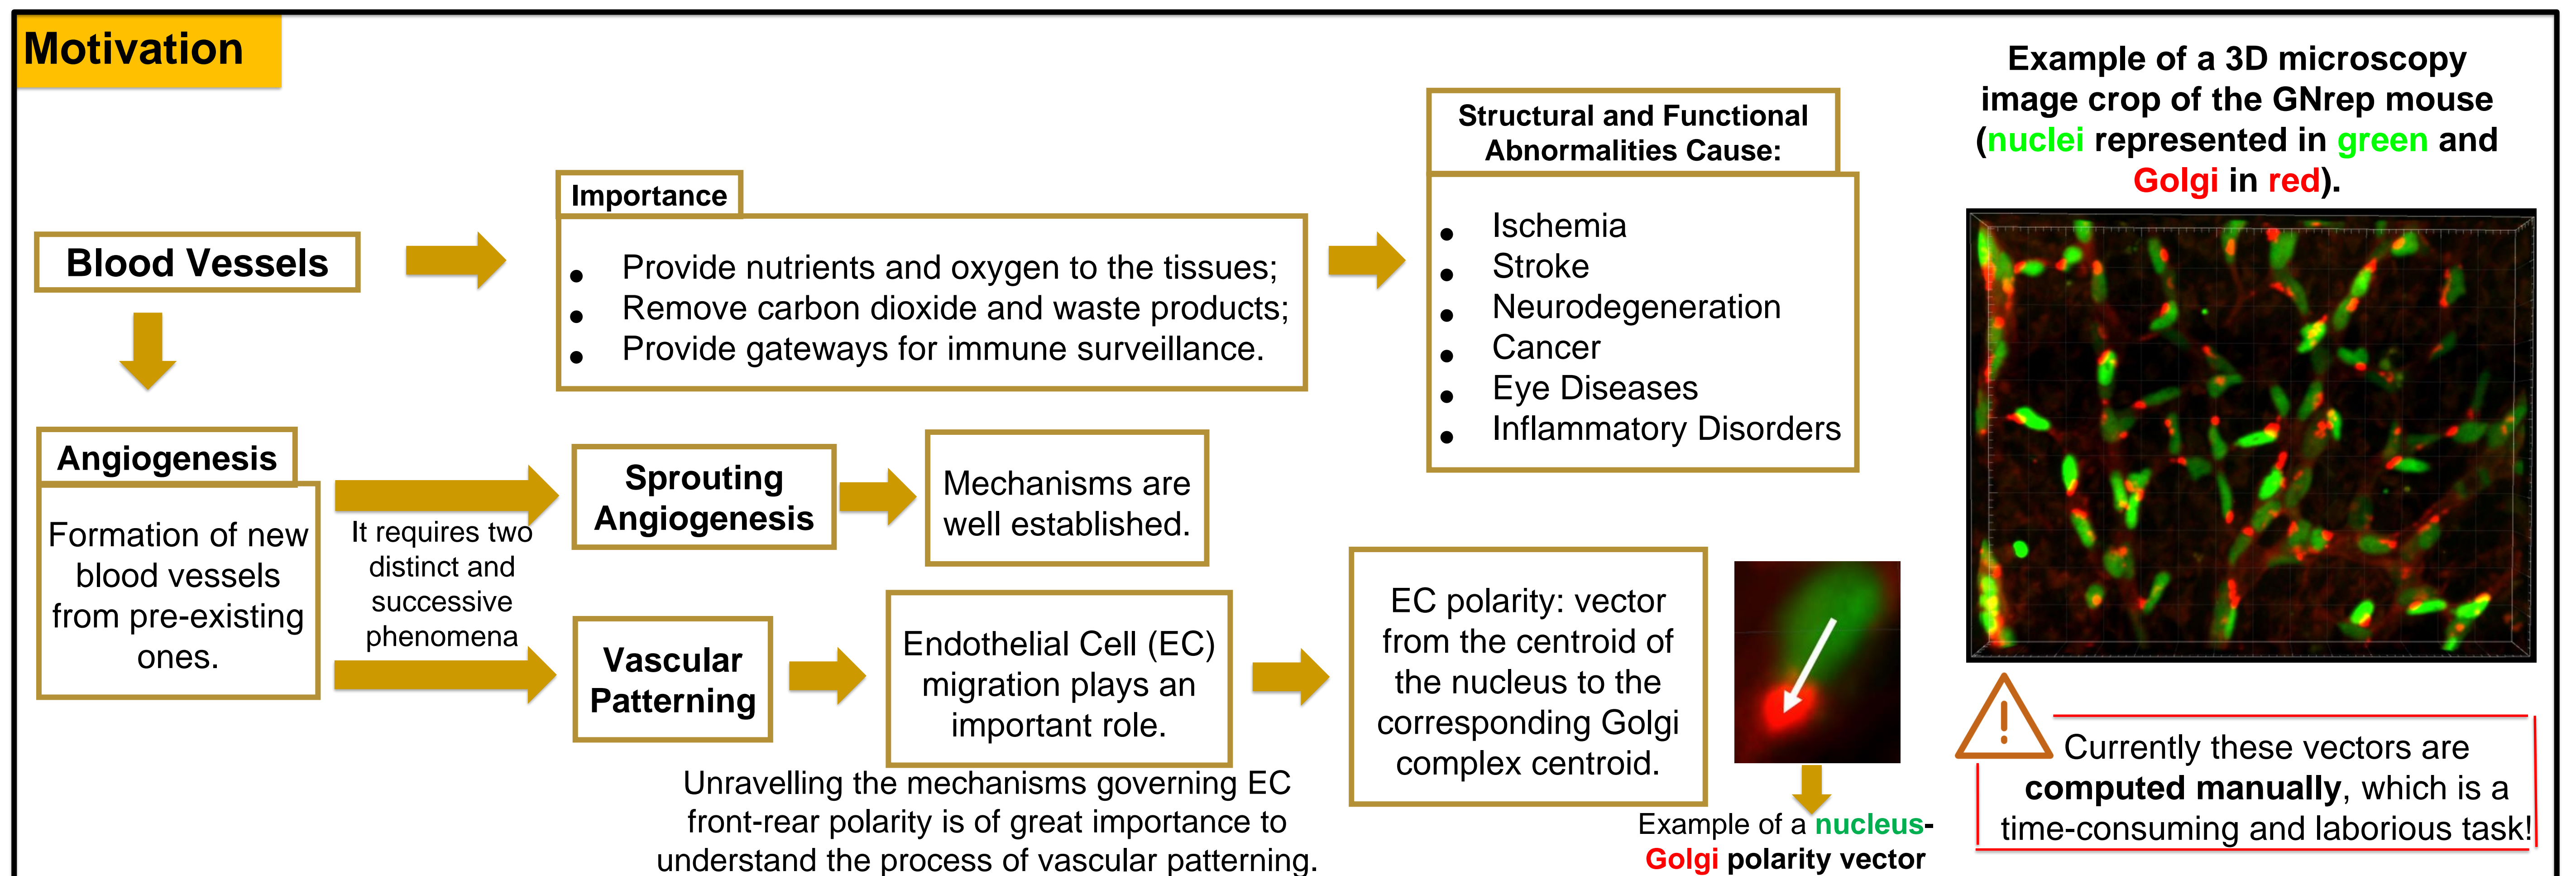 Motivation
Blood Vessels
Importance
• Provide nutrients and oxygen to the tissues;
• Remove carbon dioxide and waste products;
• Provide gateways for immune surveillance.
Structural and Functional
Abnormalities Cause:
• Ischemia
• Stroke
• Neurodegeneration
• Cancer
• Eye Diseases
• Inflammatory Disorders
Angiogenesis
Formation of new
blood vessels
from pre-existing
ones.
It requires two
distinct and
successive
phenomena
Sprouting
Angiogenesis
Mechanisms are
well established.
Vascular
Patterning
Endothelial Cell (EC)
migration plays an
important role.
Unravelling the mechanisms governing EC
front-rear polarity is of great importance to
understand the process of vascular patterning.
EC polarity: vector
from the centroid of
the nucleus to the
corresponding Golgi
complex centroid.
Example of a nucleus-
Golgi polarity vector
Example of a 3D microscopy
image crop of the GNrep mouse
(nuclei represented in green and
Golgi in red).
Currently these vectors are
computed manually, which is a
time-consuming and laborious task!